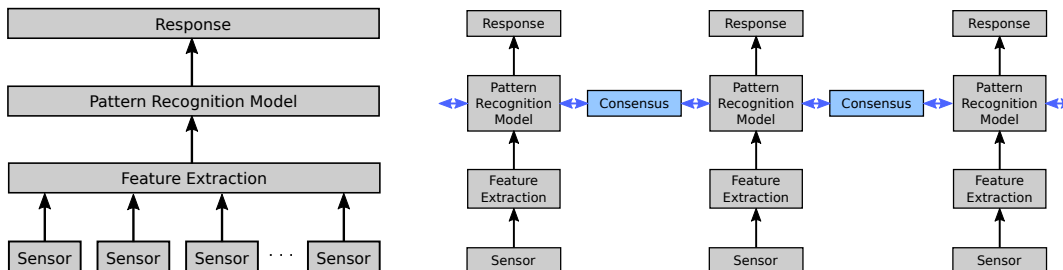 Response
Pattern Recognition Model
Feature Extraction
Sensor Sensor Sensor . . . Sensor
Response Response Response
Pattern
Recognition
Model
Consensus
Pattern
Recognition
Model
Consensus
Pattern
Recognition
Model
Feature
Extraction
Feature
Extraction
Feature
Extraction
Sensor Sensor Sensor